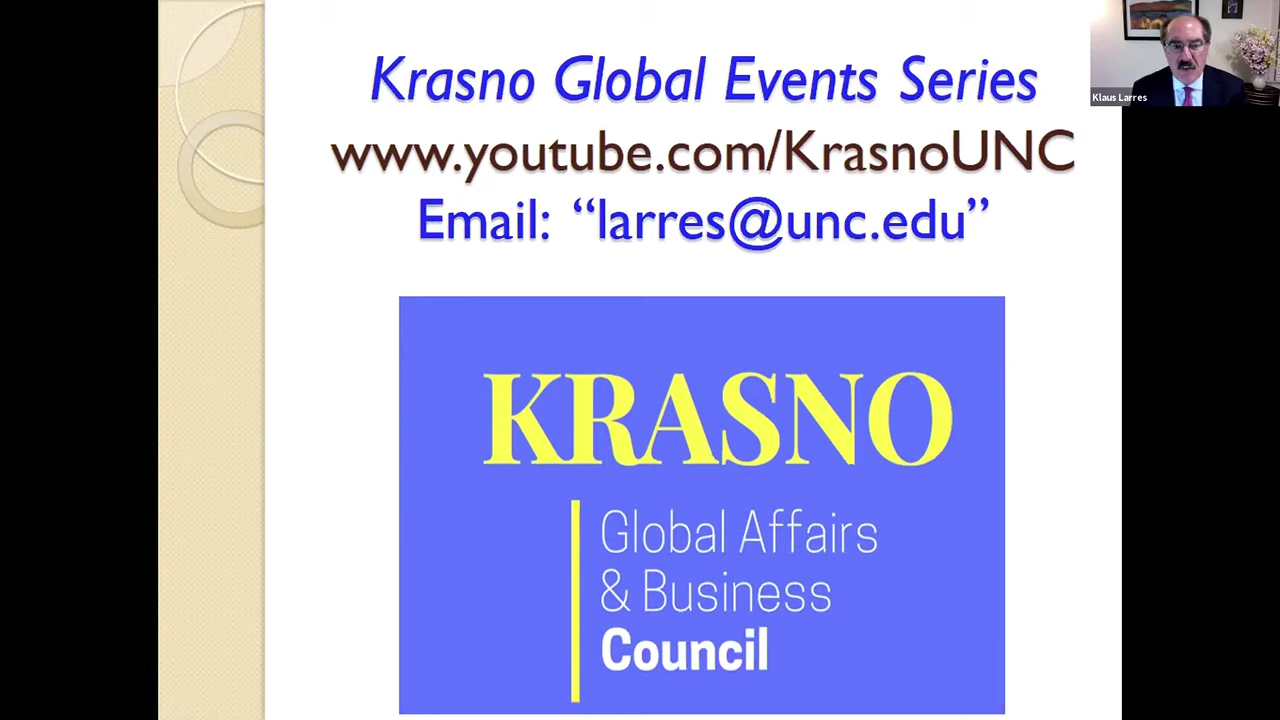 Krasno Global Events Series
www.youtube.com/KrasnoUNC
Email: “larres@unc.edu”
Klaus Larres
KRASNO
Global Affairs
& Business
Council